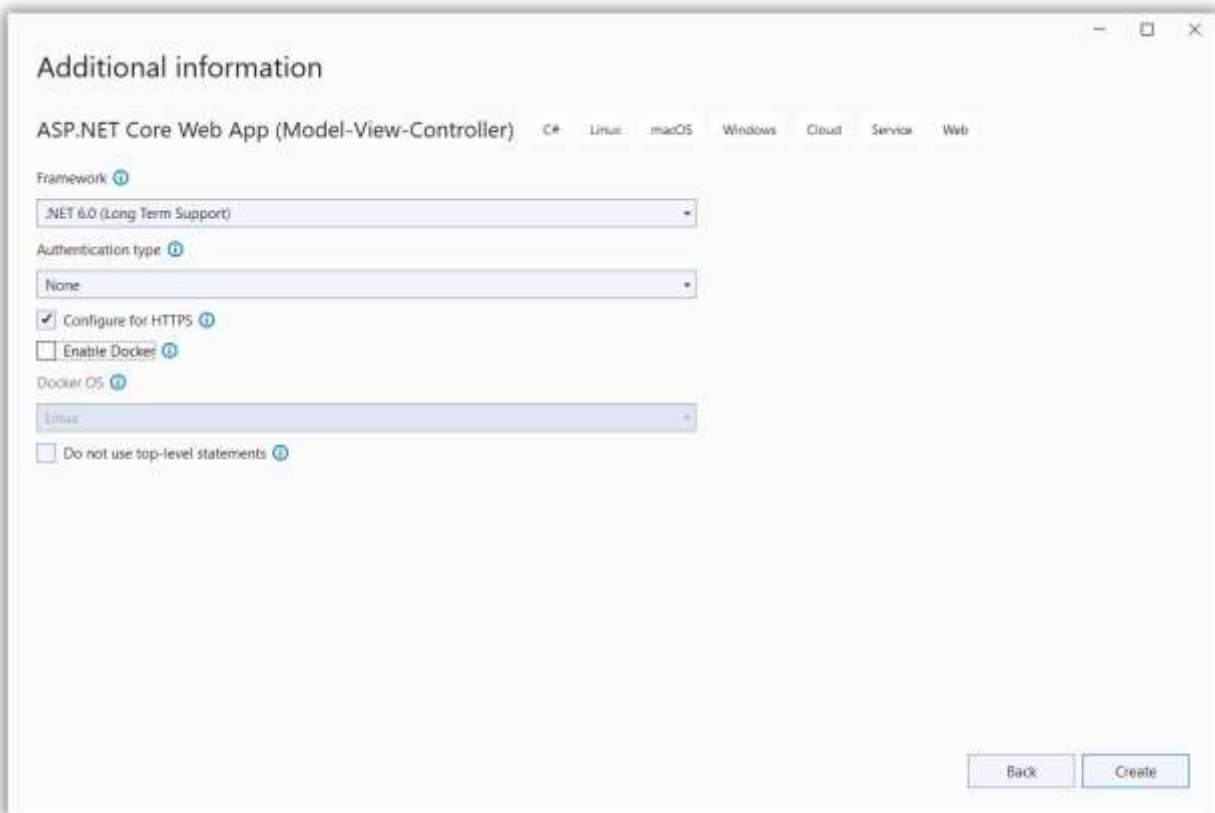 Additional information
ASP.NET Core Web App (Model-View-Controller) C# Linux macOS Windows Cloud Service Web
Framework
.NET 6.0 (Long Term Support)
Authentication type
None
Configure for HTTPS
Enable Docker
Docker OS
Linux
Do not use top-level statements
Back Create